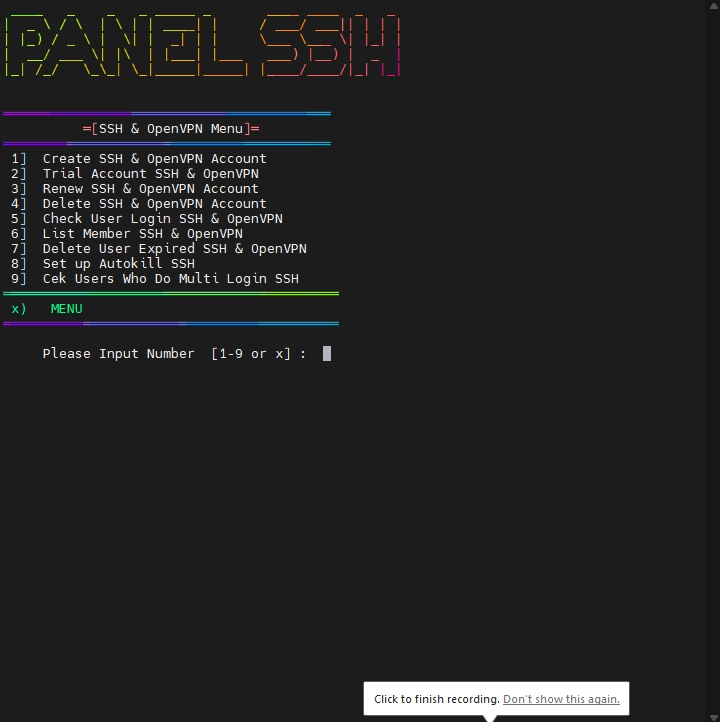 PANEL SSH
═[SSH & OpenVPN Menu]═
1] Create SSH & OpenVPN Account
2] Trial Account SSH & OpenVPN
3] Renew SSH & OpenVPN Account
4] Delete SSH & OpenVPN Account
5] Check User Login SSH & OpenVPN
6] List Member SSH & OpenVPN
7] Delete User Expired SSH & OpenVPN
8] Set up Autokill SSH
9] Cek Users Who Do Multi Login SSH
x) MENU
Please Input Number [1-9 or x] :
Click to finish recording. Don't show this again.